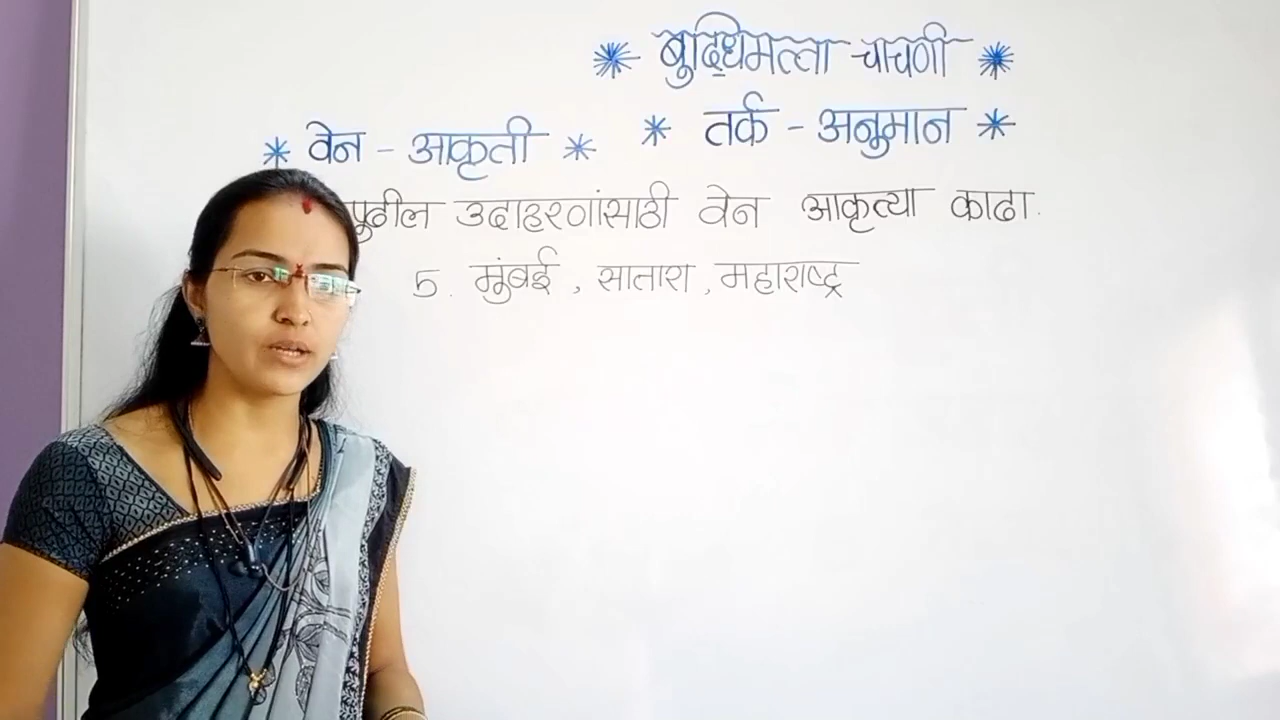 * बुद्धिमत्ता चाचणी *
* तर्क - अनुमान *
* वेन - आकृती *
पुढील उदाहरणांसाठी वेन आकृत्या काढा.
5. मुंबई, सातारा, महाराष्ट्र